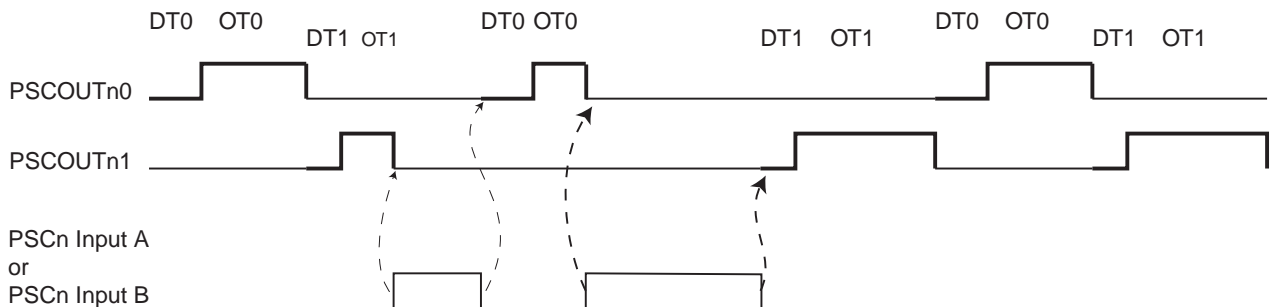 DT0 OT0 DT1 OT1 DT0 OT0 DT1 OT1 DT0 OT0 DT1 OT1
PSCOUTn0
PSCOUTn1
PSCn Input A
or
PSCn Input B